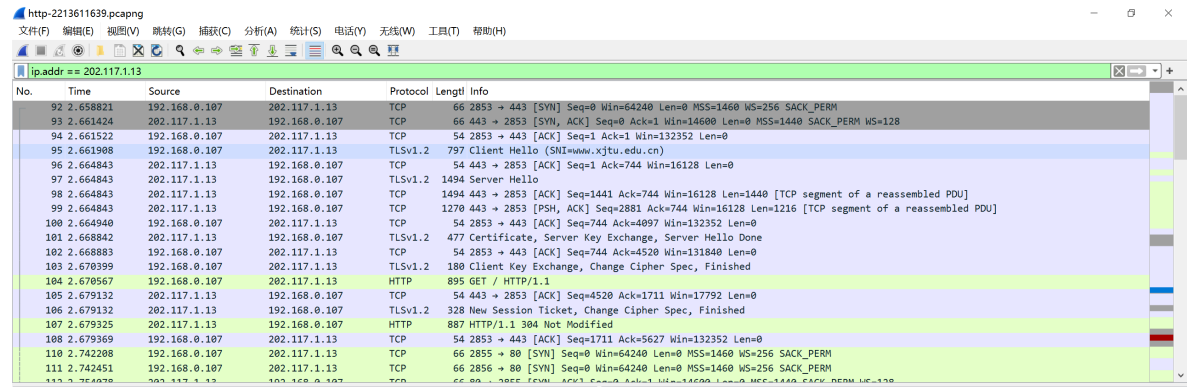 http-2213611639.pcapng
文件(F) 编辑(E) 视图(V) 跳转(G) 捕获(C) 分析(A) 统计(S) 电话(Y) 无线(W) 工具(T) 帮助(H)
ip.addr == 202.117.1.13
No. Time Source Destination Protocol Lengtl Info
92 2.658821 192.168.0.107 202.117.1.13 TCP 66 2853 → 443 [SYN] Seq=0 Win=64240 Len=0 MSS=1460 WS=256 SACK_PERM
93 2.661424 202.117.1.13 192.168.0.107 TCP 66 443 → 2853 [SYN, ACK] Seq=0 Ack=1 Win=14600 Len=0 MSS=1440 SACK_PERM WS=128
94 2.661522 192.168.0.107 202.117.1.13 TCP 54 2853 → 443 [ACK] Seq=1 Ack=1 Win=132352 Len=0
95 2.661908 192.168.0.107 202.117.1.13 TLSv1.2 797 Client Hello (SNI=www.xjtu.edu.cn)
96 2.664843 202.117.1.13 192.168.0.107 TCP 54 443 → 2853 [ACK] Seq=1 Ack=744 Win=16128 Len=0
97 2.664843 202.117.1.13 192.168.0.107 TLSv1.2 1494 Server Hello
98 2.664843 202.117.1.13 192.168.0.107 TCP 1494 443 → 2853 [ACK] Seq=1441 Ack=744 Win=16128 Len=1440 [TCP segment of a reassembled PDU]
99 2.664843 202.117.1.13 192.168.0.107 TCP 1270 443 → 2853 [PSH, ACK] Seq=2881 Ack=744 Win=16128 Len=1216 [TCP segment of a reassembled PDU]
100 2.664940 192.168.0.107 202.117.1.13 TCP 54 2853 → 443 [ACK] Seq=744 Ack=4097 Win=132352 Len=0
101 2.668842 202.117.1.13 192.168.0.107 TLSv1.2 477 Certificate, Server Key Exchange, Server Hello Done
102 2.668883 192.168.0.107 202.117.1.13 TCP 54 2853 → 443 [ACK] Seq=744 Ack=4520 Win=131840 Len=0
103 2.670399 192.168.0.107 202.117.1.13 TLSv1.2 180 Client Key Exchange, Change Cipher Spec, Finished
104 2.670567 192.168.0.107 202.117.1.13 HTTP 895 GET / HTTP/1.1
105 2.679132 202.117.1.13 192.168.0.107 TCP 54 443 → 2853 [ACK] Seq=4520 Ack=1711 Win=17792 Len=0
106 2.679132 202.117.1.13 192.168.0.107 TLSv1.2 328 New Session Ticket, Change Cipher Spec, Finished
107 2.679325 202.117.1.13 192.168.0.107 HTTP 887 HTTP/1.1 304 Not Modified
108 2.679369 192.168.0.107 202.117.1.13 TCP 54 2853 → 443 [ACK] Seq=1711 Ack=5627 Win=132352 Len=0
110 2.742208 192.168.0.107 202.117.1.13 TCP 66 2855 → 80 [SYN] Seq=0 Win=64240 Len=0 MSS=1460 WS=256 SACK_PERM
111 2.742451 192.168.0.107 202.117.1.13 TCP 66 2856 → 80 [SYN] Seq=0 Win=64240 Len=0 MSS=1460 WS=256 SACK_PERM